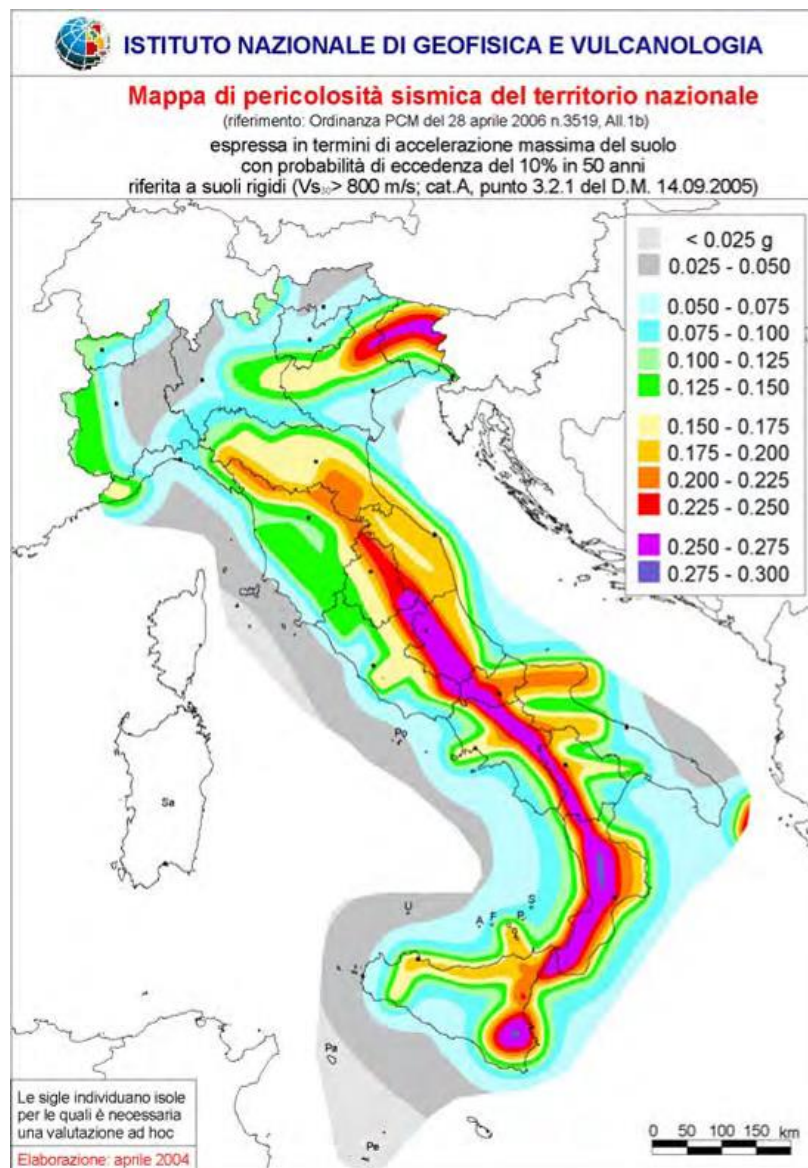 ISTITUTO NAZIONALE DI GEOFISICA E VULCANOLOGIA
Mappa di pericolosità sismica del territorio nazionale
(riferimento: Ordinanza PCM del 28 aprile 2006 n.3519, All.1b)
espressa in termini di accelerazione massima del suolo
con probabilità di eccedenza del 10% in 50 anni
riferita a suoli rigidi (Vs30> 800 m/s; cat.A, punto 3.2.1 del D.M. 14.09.2005)
< 0.025 g
0.025 - 0.050
0.050 - 0.075
0.075 - 0.100
0.100 - 0.125
0.125 - 0.150
0.150 - 0.175
0.175 - 0.200
0.200 - 0.225
0.225 - 0.250
0.250 - 0.275
0.275 - 0.300
Po
Sa
U
A
F
P
S
Pa
Pe
Le sigle individuano isole
per le quali è necessaria
una valutazione ad hoc
Elaborazione: aprile 2004
0 50 100 150 km